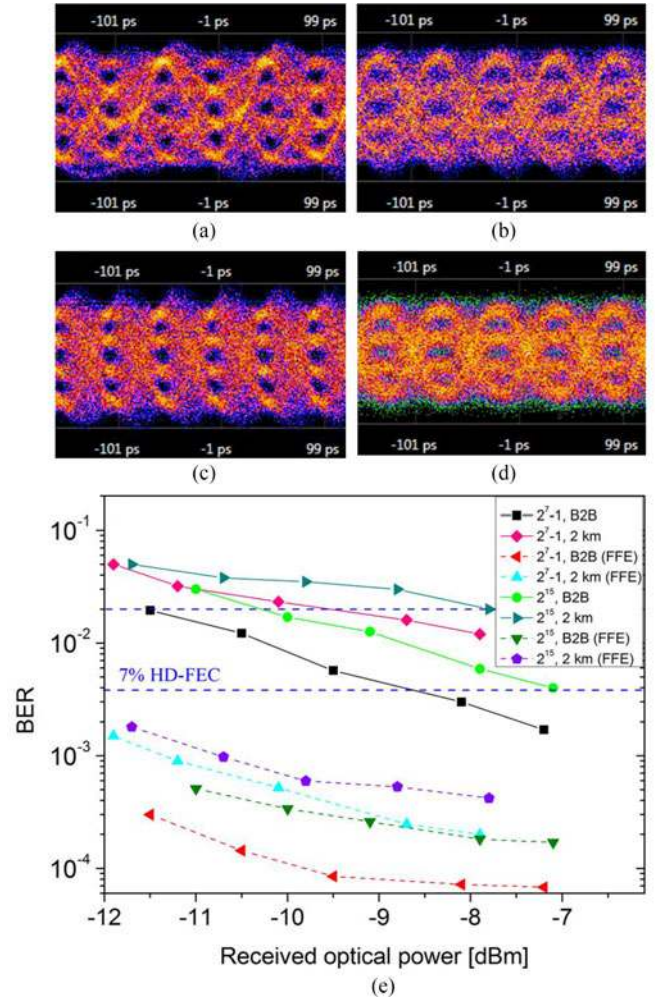 -101 ps -1 ps 99 ps
-101 ps -1 ps 99 ps
(a)
-101 ps -1 ps 99 ps
-101 ps -1 ps 99 ps
(b)
-101 ps -1 ps 99 ps
-101 ps -1 ps 99 ps
(c)
-101 ps -1 ps 99 ps
-101 ps -1 ps 99 ps
(d)
10⁻¹
10⁻²
10⁻³
10⁻⁴
BER
7% HD-FEC
2⁷-1, B2B
2⁷-1, 2 km
2⁷-1, B2B (FFE)
2⁷-1, 2 km (FFE)
2¹⁵, B2B
2¹⁵, 2 km
2¹⁵, B2B (FFE)
2¹⁵, 2 km (FFE)
-12 -11 -10 -9 -8 -7
Received optical power [dBm]
(e)